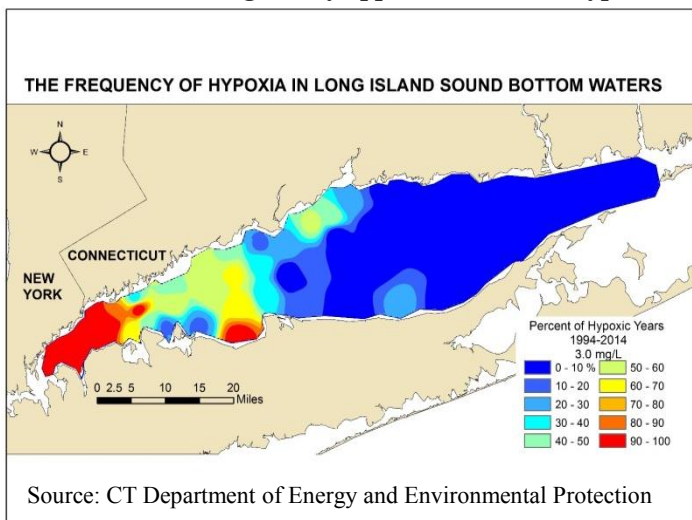 THE FREQUENCY OF HYPOXIA IN LONG ISLAND SOUND BOTTOM WATERS
N
W E
S
CONNECTICUT
NEW
YORK
0 2.5 5 10 15 20
Miles
Percent of Hypoxic Years
1994-2014
3.0 mg/L
0 - 10 % 50 - 60
10 - 20 60 - 70
20 - 30 70 - 80
30 - 40 80 - 90
40 - 50 90 - 100
Source: CT Department of Energy and Environmental Protection